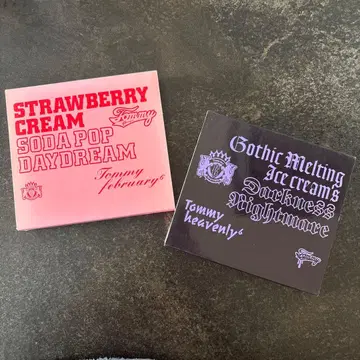 STRAWBERRY
CREAM
Tommy
SODA POP
DAYDREAM
Tommy
february6
Gothic Melting
Ice cream's
Darkness
Nightmare
Tommy
heavenly6
Tommy